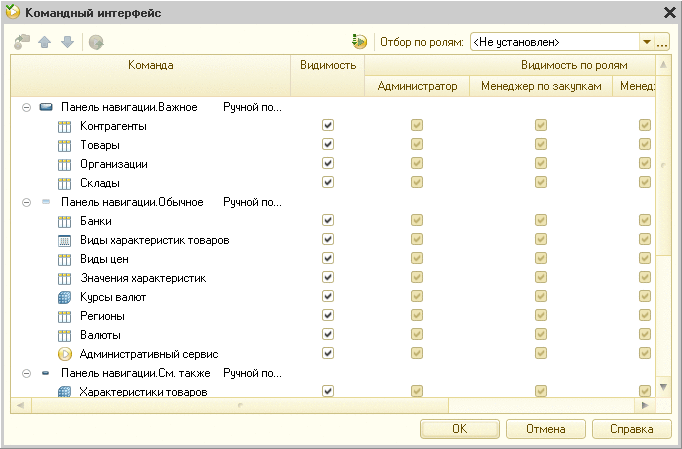 Командный интерфейс
Отбор по ролям: <Не установлен>
Команда Видимость Видимость по ролям
Администратор Менеджер по закупкам Менед
Панель навигации.Важное Ручной по...
Контрагенты
Товары
Организации
Склады
Панель навигации.Обычное Ручной по...
Банки
Виды характеристик товаров
Виды цен
Значения характеристик
Курсы валют
Регионы
Валюты
Административный сервис
Панель навигации.См. также Ручной по...
Характеристики товаров
OK Отмена Справка